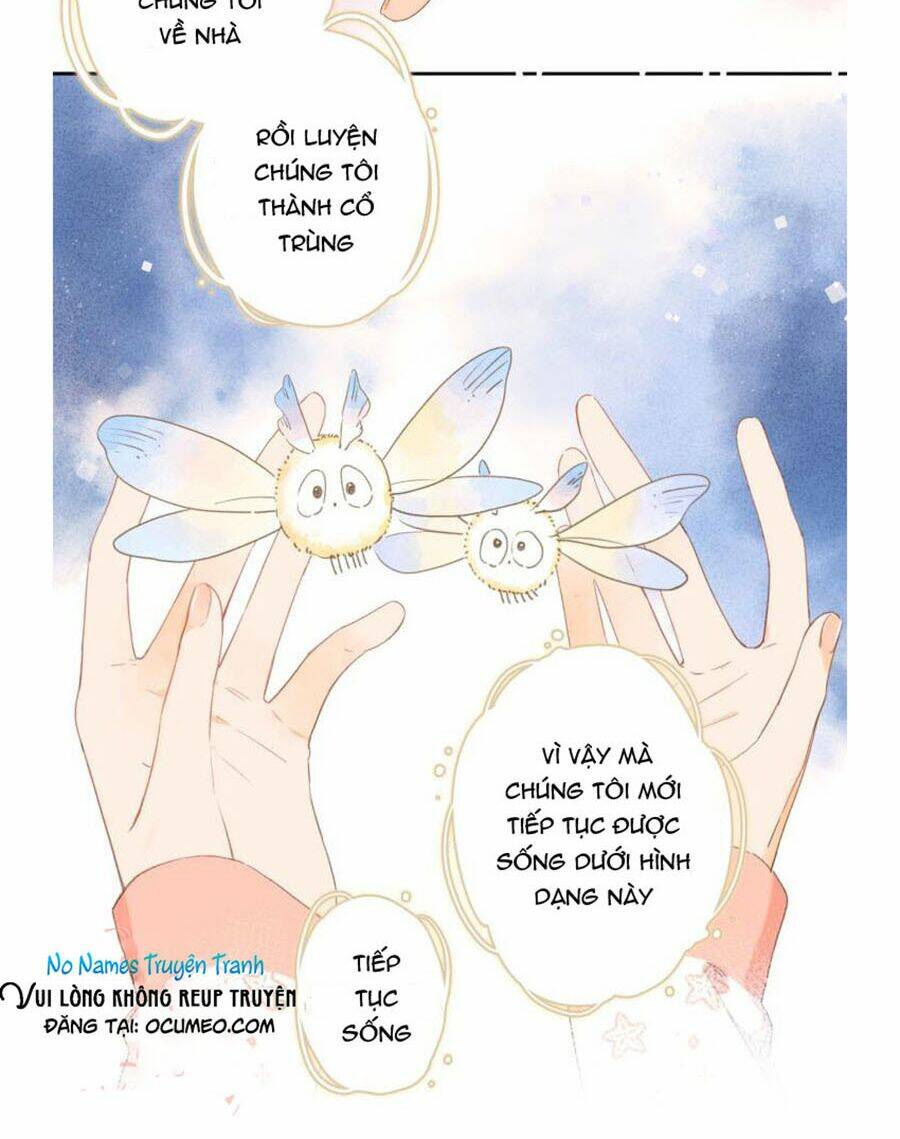 CHÚNG TÔI
VỀ NHÀ
RỒI LUYỆN
CHÚNG TÔI
THÀNH CỔ
TRÙNG
VÌ VẬY MÀ
CHÚNG TÔI MỚI
TIẾP TỤC ĐƯỢC
SỐNG DƯỚI HÌNH
DẠNG NÀY
TIẾP
TỤC
SỐNG
No Names Truyện Tranh
VUI LÒNG KHÔNG REUP TRUYỆN
ĐĂNG TẠI: OCUMEO.COM